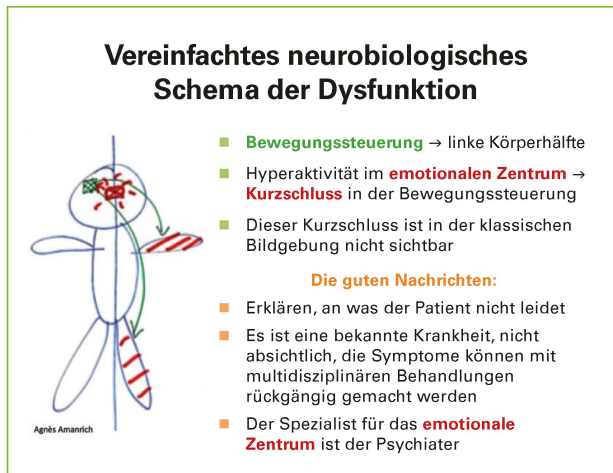 Vereinfachtes neurobiologisches
Schema der Dysfunktion
Bewegungssteuerung → linke Körperhälfte
Hyperaktivität im emotionalen Zentrum →
Kurzschluss in der Bewegungssteuerung
Dieser Kurzschluss ist in der klassischen
Bildgebung nicht sichtbar
Die guten Nachrichten:
Erklären, an was der Patient nicht leidet
Es ist eine bekannte Krankheit, nicht
absichtlich, die Symptome können mit
multidisziplinären Behandlungen
rückgängig gemacht werden
Der Spezialist für das emotionale
Zentrum ist der Psychiater
Agnès Amanrich